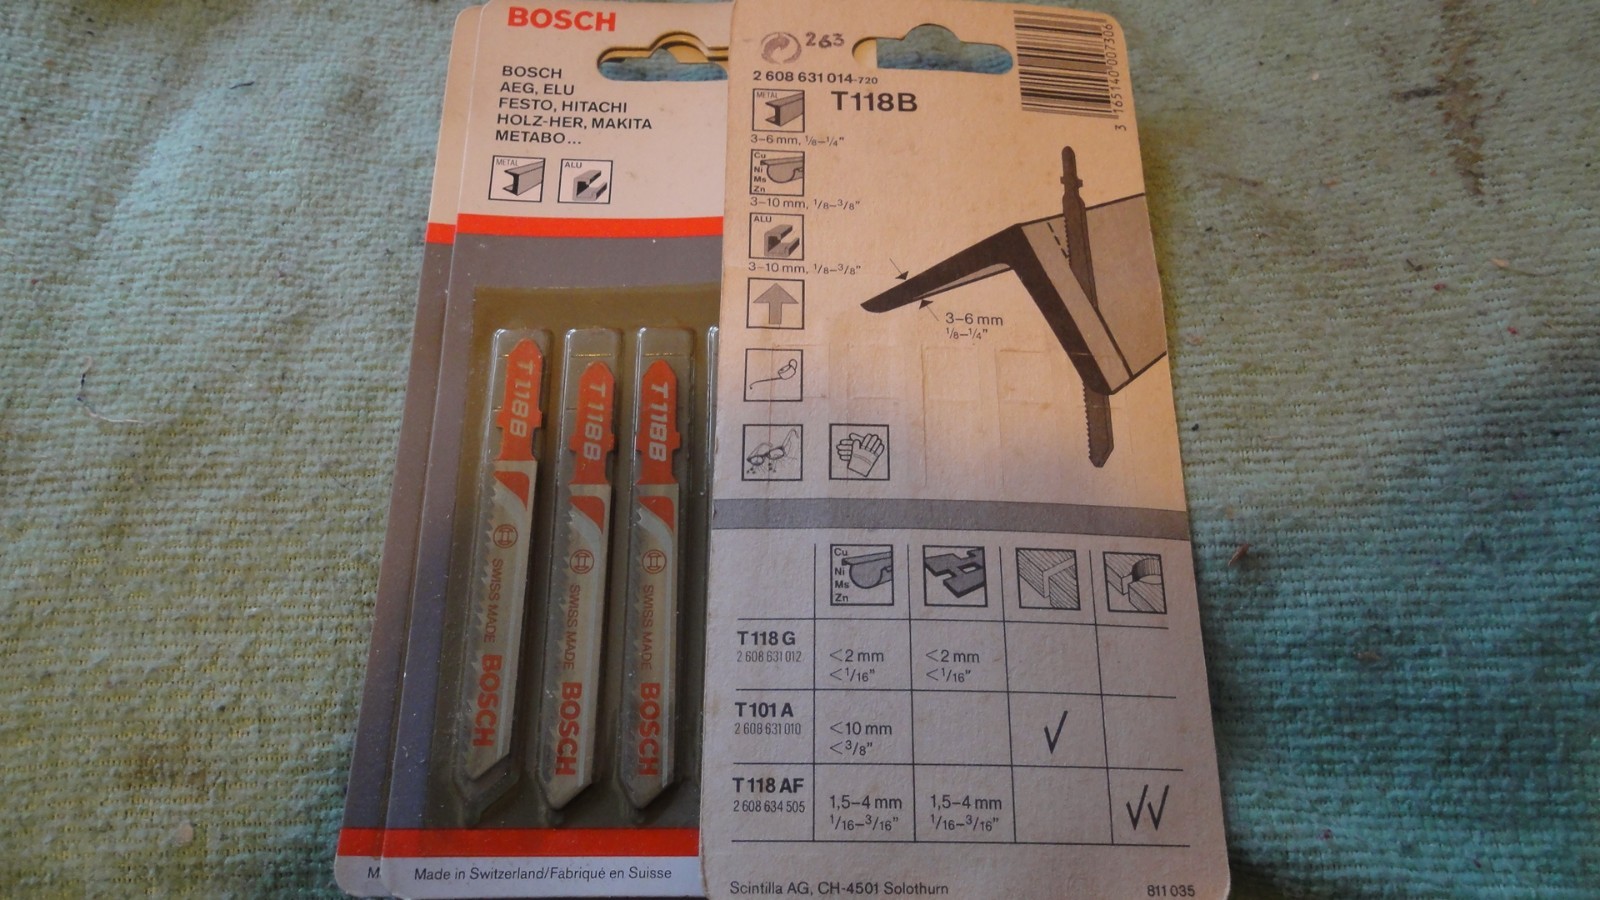 BOSCH
BOSCH
AEG, ELU
FESTO, HITACHI
HOLZ-HER, MAKITA
METABO...
METAL
ALU
T118B
SWISS MADE
BOSCH
T118B
SWISS MADE
BOSCH
T118B
SWISS MADE
BOSCH
M
Made in Switzerland/Fabriqué en Suisse
263
2 608 631 014-720
T118B
3 165140 007306
METAL
3–6 mm, 1/8–1/4"
Cu
Ni
Ms
Zn
3–10 mm, 1/8–3/8"
ALU
3–10 mm, 1/8–3/8"
3–6 mm
1/8–1/4"
Cu
Ni
Ms
Zn
T118 G
2 608 631 012
<2 mm
<1/16"
<2 mm
<1/16"
T101 A
2 608 631 010
<10 mm
<3/8"
T118 AF
2 608 634 505
1,5–4 mm
1/16–3/16"
1,5–4 mm
1/16–3/16"
Scintilla AG, CH-4501 Solothurn
811 035